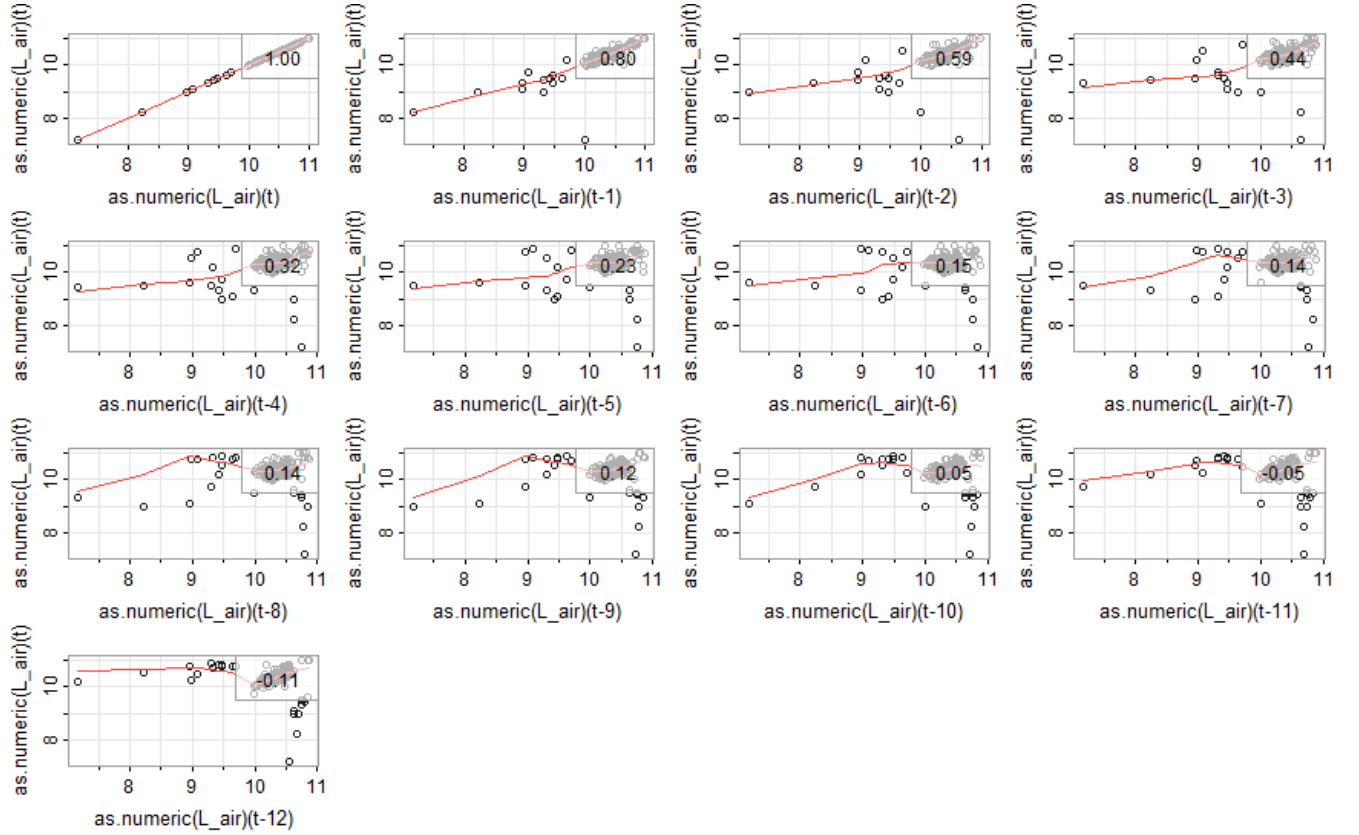 as.numeric(L_air)(t)
10
8
1.00
8 9 10 11
as.numeric(L_air)(t)
as.numeric(L_air)(t)
10
8
0.80
8 9 10 11
as.numeric(L_air)(t-1)
as.numeric(L_air)(t)
10
8
0.59
8 9 10 11
as.numeric(L_air)(t-2)
as.numeric(L_air)(t)
10
8
0.44
8 9 10 11
as.numeric(L_air)(t-3)
as.numeric(L_air)(t)
10
8
0.32
8 9 10 11
as.numeric(L_air)(t-4)
as.numeric(L_air)(t)
10
8
0.23
8 9 10 11
as.numeric(L_air)(t-5)
as.numeric(L_air)(t)
10
8
0.15
8 9 10 11
as.numeric(L_air)(t-6)
as.numeric(L_air)(t)
10
8
0.14
8 9 10 11
as.numeric(L_air)(t-7)
as.numeric(L_air)(t)
10
8
0.14
8 9 10 11
as.numeric(L_air)(t-8)
as.numeric(L_air)(t)
10
8
0.12
8 9 10 11
as.numeric(L_air)(t-9)
as.numeric(L_air)(t)
10
8
0.05
8 9 10 11
as.numeric(L_air)(t-10)
as.numeric(L_air)(t)
10
8
-0.05
8 9 10 11
as.numeric(L_air)(t-11)
as.numeric(L_air)(t)
10
8
-0.11
8 9 10 11
as.numeric(L_air)(t-12)